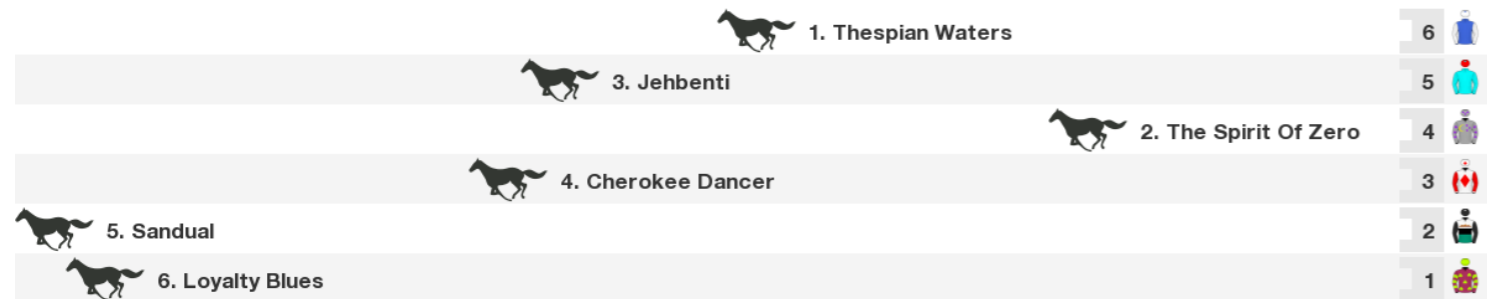 1. Thespian Waters 6
3. Jehbenti 5
2. The Spirit Of Zero 4
4. Cherokee Dancer 3
5. Sandual 2
6. Loyalty Blues 1